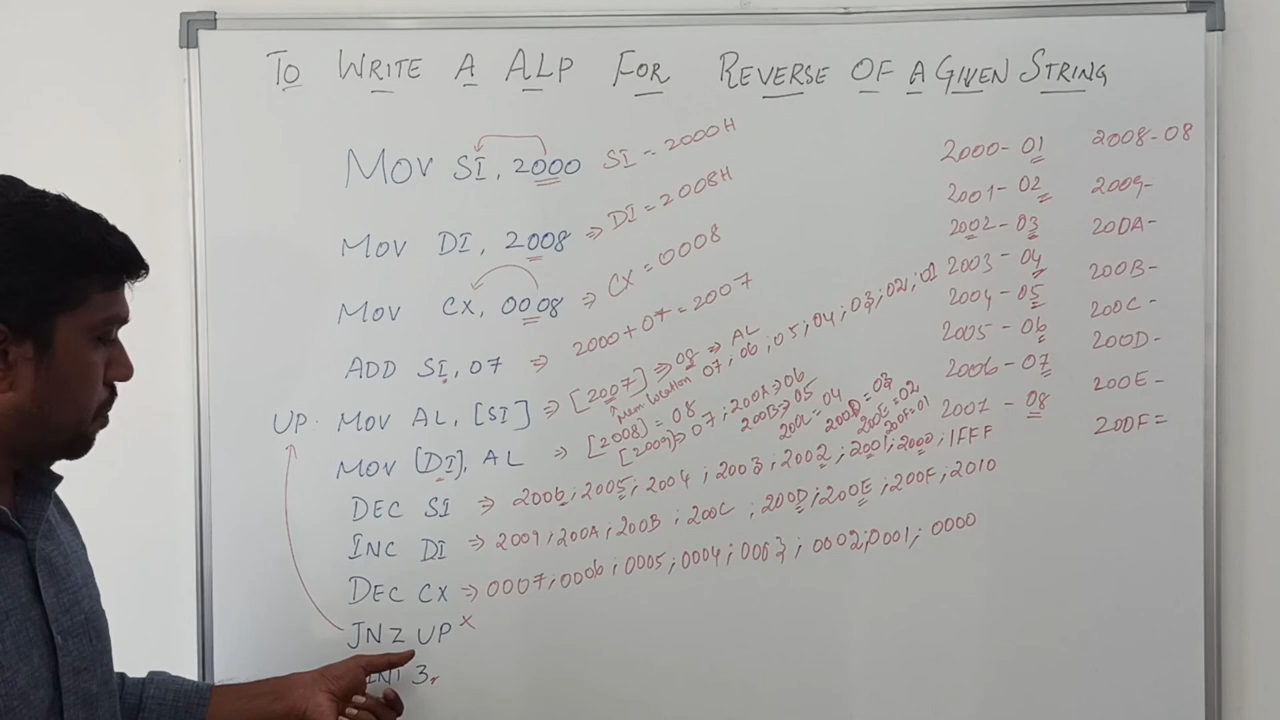 TO WRITE A ALP FOR REVERSE OF A GIVEN STRING
MOV SI, 2000 SI - 2000H
MOV DI, 2008 ⇒ DI = 2008H
MOV CX, 0008 ⇒ CX = 0008
ADD SI, 07 ⇒ 2000 + 07 = 2007
UP: MOV AL, [SI] ⇒ [2007] ⇒ 08 ⇒ AL
Mem location 07; 06; 05; 04; 03; 02; 01
MOV [DI], AL ⇒ [2008] = 08
[2009] ⇒ 07; 200A ⇒ 06
200B ⇒ 05
200C = 04
200D = 03
200E = 02
200F = 01
DEC SI ⇒ 2006; 2005; 2004; 2003; 2002; 2001; 2000; 1FFF
INC DI ⇒ 2009; 200A; 200B; 200C; 200D; 200E; 200F; 2010
DEC CX ⇒ 0007; 0006; 0005; 0004; 0003; 0002; 0001; 0000
JNZ UP X
INT 3
2000 - 01
2001 - 02
2002 - 03
2003 - 04
2004 - 05
2005 - 06
2006 - 07
2007 - 08
2008 - 08
2009 -
200A -
200B -
200C -
200D -
200E -
200F =